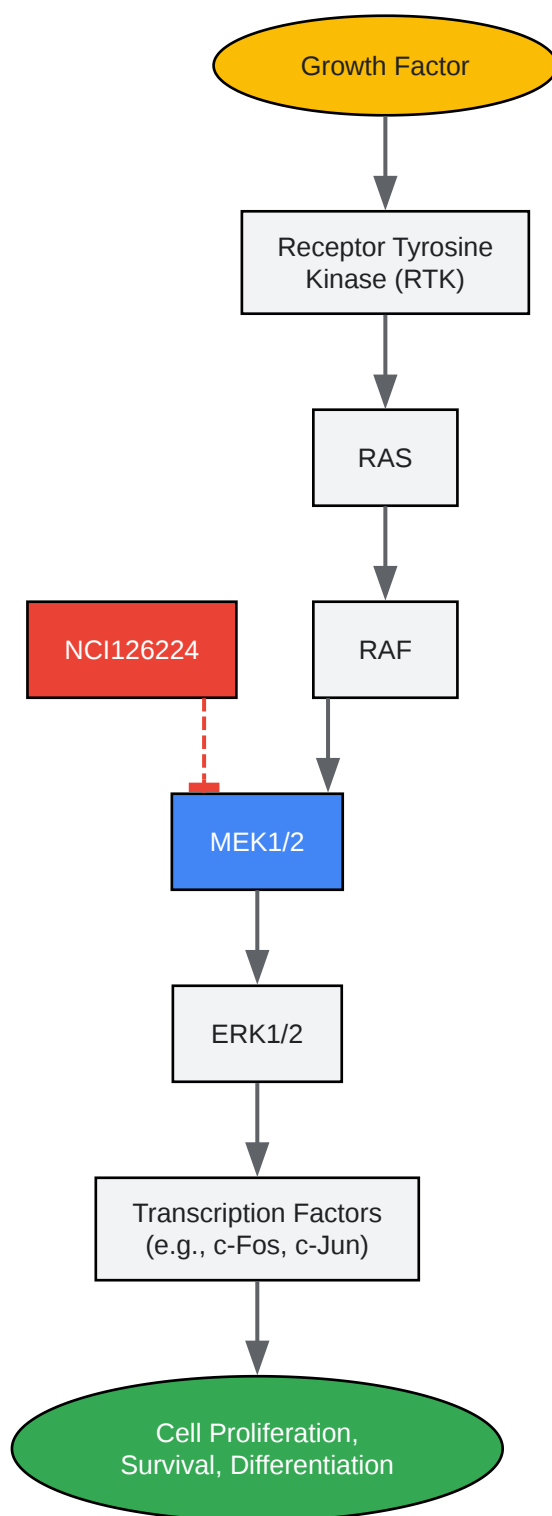 Growth Factor
Receptor Tyrosine
Kinase (RTK)
RAS
NCI126224
RAF
MEK1/2
ERK1/2
Transcription Factors
(e.g., c-Fos, c-Jun)
Cell Proliferation,
Survival, Differentiation